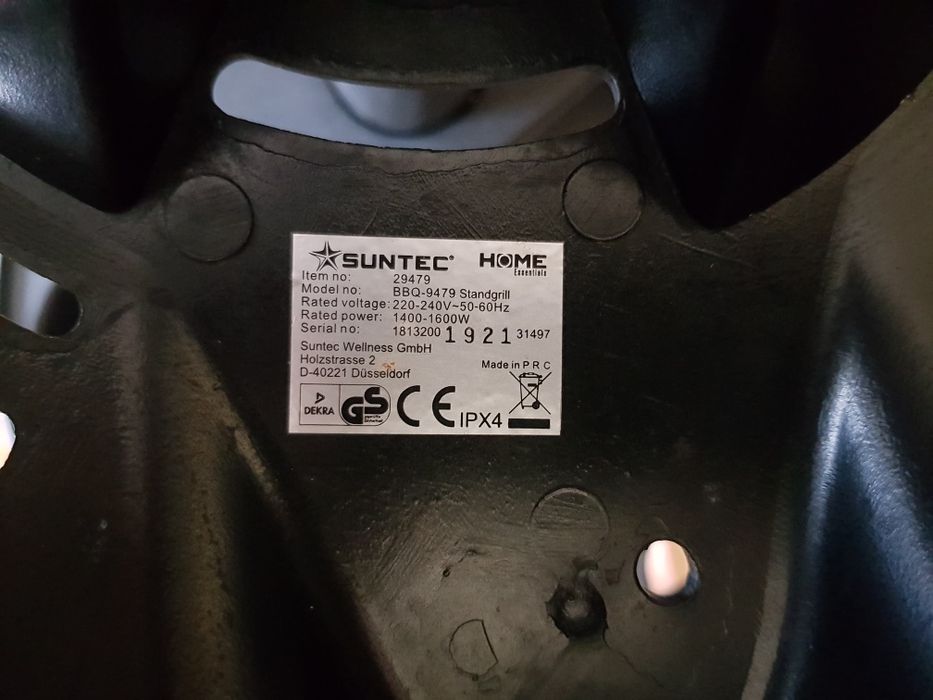 SUNTEC® HOME
Essentials
Item no: 29479
Model no: BBQ-9479 Standgrill
Rated voltage: 220-240V~50-60Hz
Rated power: 1400-1600W
Serial no: 1813200 1921 31497
Suntec Wellness GmbH
Holzstrasse 2
D-40221 Düsseldorf
Made in P R C
DEKRA GS CE IPX4
geprüfte
Sicherheit